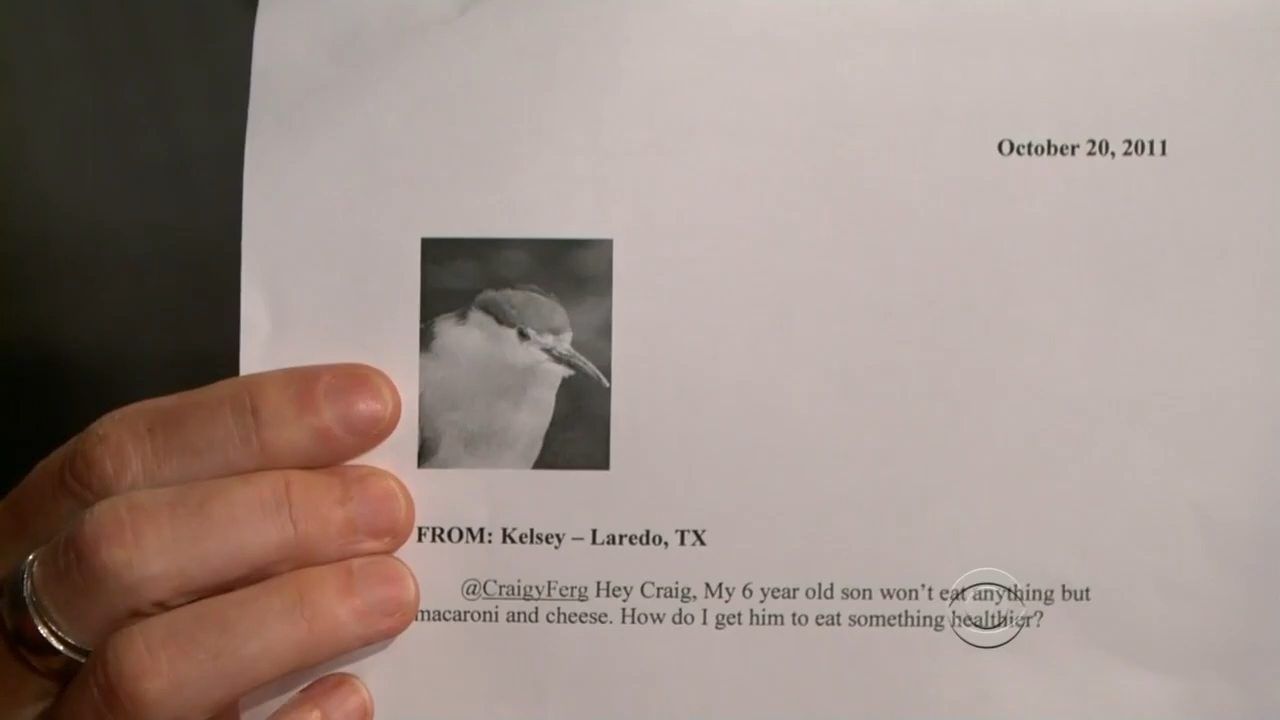 October 20, 2011
FROM: Kelsey – Laredo, TX
@CraigyFerg Hey Craig, My 6 year old son won't eat anything but
macaroni and cheese. How do I get him to eat something healthier?